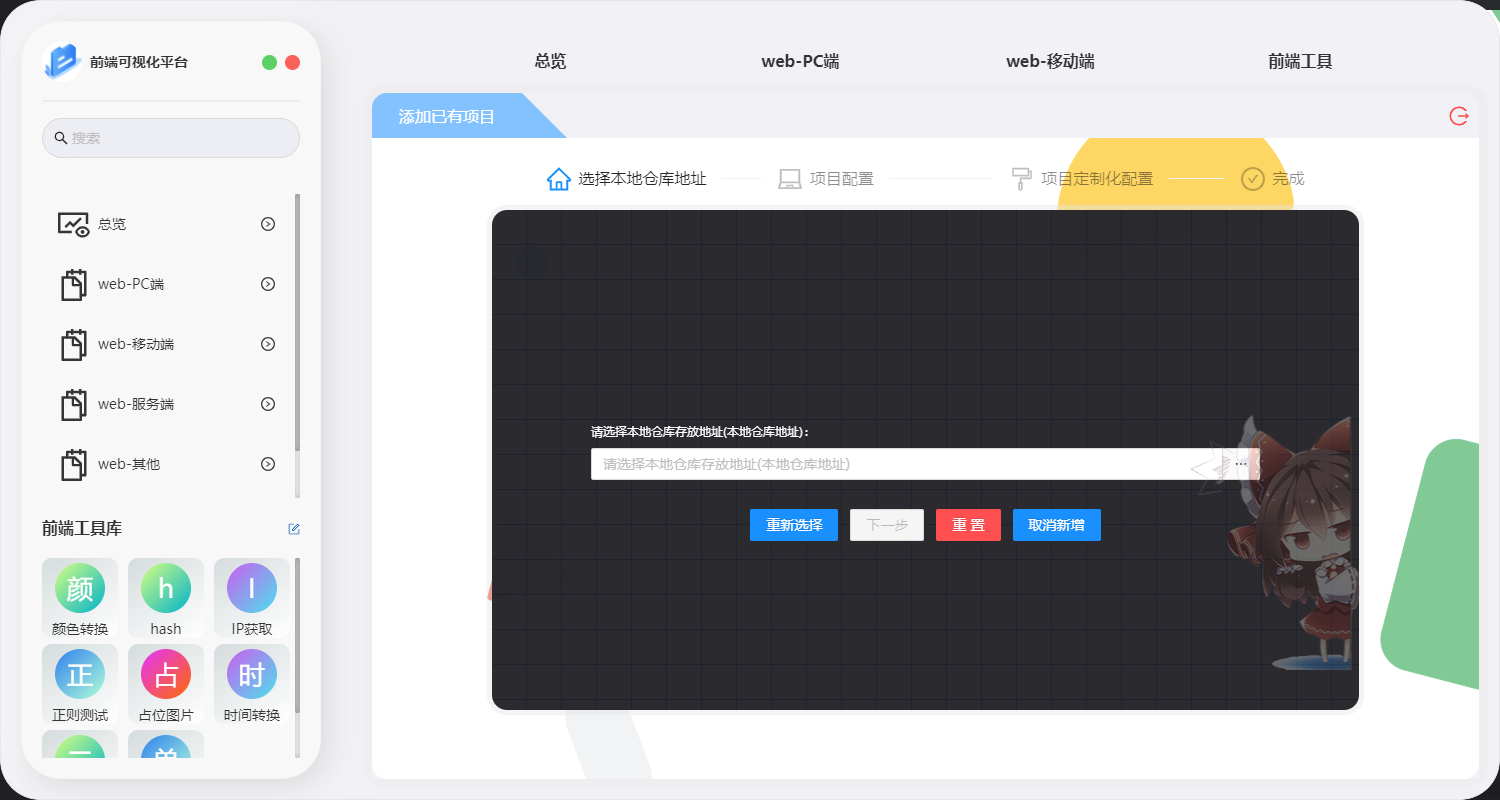 前端可视化平台
搜索
总览
web-PC端
web-移动端
web-服务端
web-其他
前端工具库
颜
h
I
颜色转换
hash
IP获取
正
占
时
正则测试
占位图片
时间转换
总览
web-PC端
web-移动端
前端工具
添加已有项目
选择本地仓库地址
项目配置
项目定制化配置
完成
请选择本地仓库存放地址(本地仓库地址)：
请选择本地仓库存放地址(本地仓库地址)
...
重新选择
下一步
重 置
取消新增